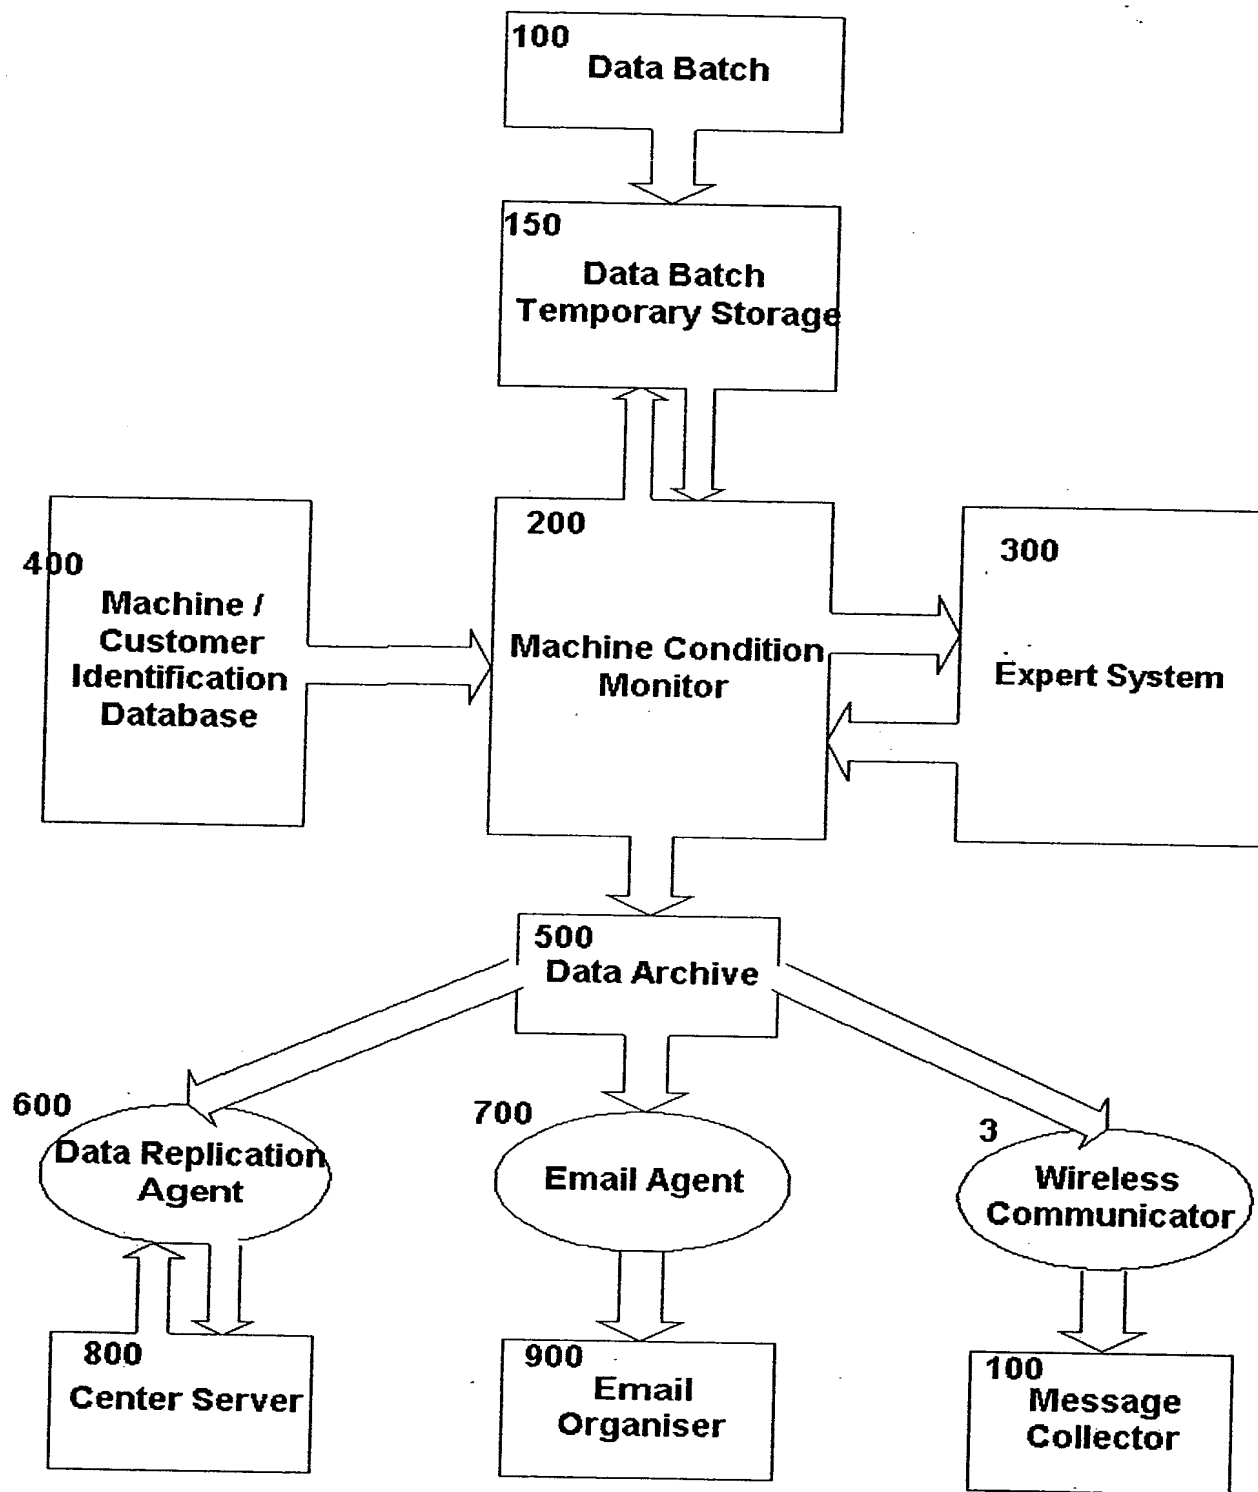 100
Data Batch
150
Data Batch
Temporary Storage
400
Machine /
Customer
Identification
Database
200
Machine Condition
Monitor
300
Expert System
500
Data Archive
600
Data Replication
Agent
700
Email Agent
3
Wireless
Communicator
800
Center Server
900
Email
Organiser
100
Message
Collector